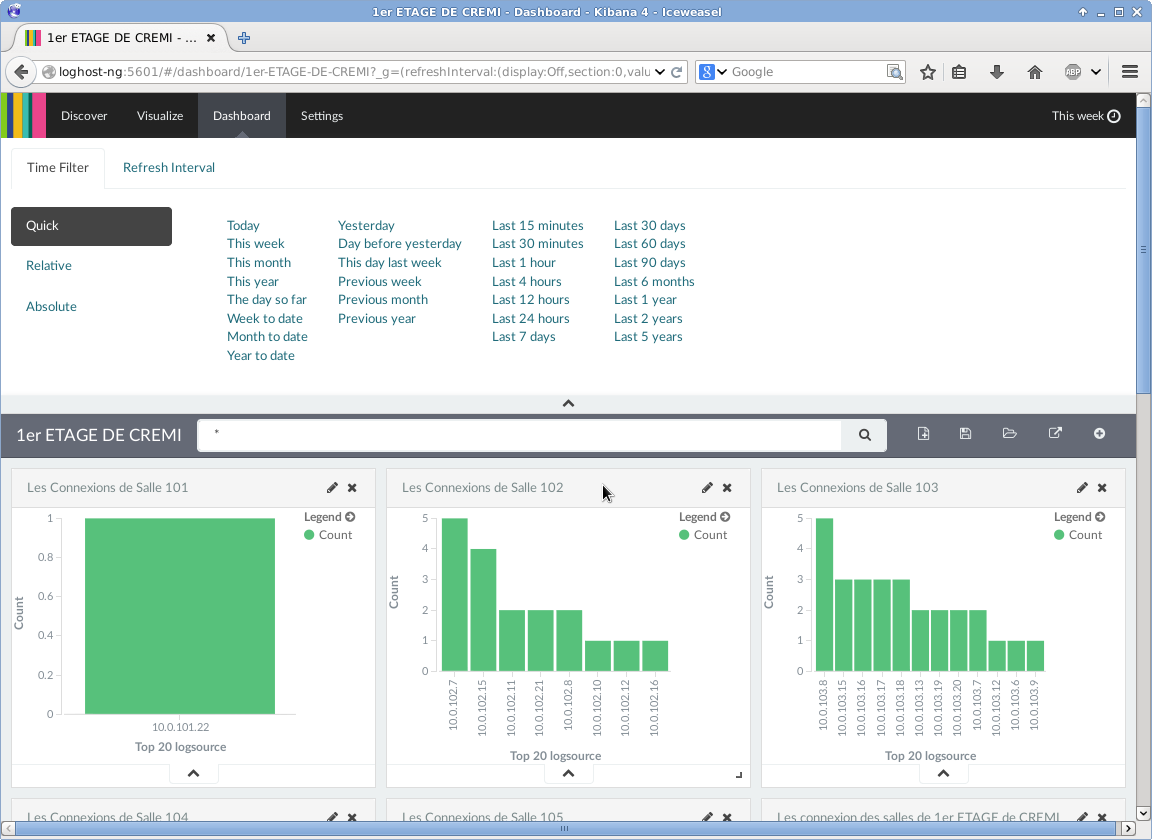 1er ETAGE DE CREMI - Dashboard - Kibana 4 - Iceweasel
1er ETAGE DE CREMI - ...
loghost-ng:5601/#/dashboard/1er-ETAGE-DE-CREMI?_g=(refreshInterval:(display:Off,section:0,valu
8 Google
ABP
Discover Visualize Dashboard Settings This week
Time Filter Refresh Interval
Quick
Relative
Absolute
Today Yesterday Last 15 minutes Last 30 days
This week Day before yesterday Last 30 minutes Last 60 days
This month This day last week Last 1 hour Last 90 days
This year Previous week Last 4 hours Last 6 months
The day so far Previous month Last 12 hours Last 1 year
Week to date Previous year Last 24 hours Last 2 years
Month to date Last 7 days Last 5 years
Year to date
1er ETAGE DE CREMI *
Les Connexions de Salle 101
Legend
Count
1
0.8
0.6
0.4
0.2
0
Count
10.0.101.22
Top 20 logsource
Les Connexions de Salle 102
Legend
Count
5
4
3
2
1
0
Count
10.0.102.7
10.0.102.15
10.0.102.11
10.0.102.21
10.0.102.8
10.0.102.10
10.0.102.12
10.0.102.16
Top 20 logsource
Les Connexions de Salle 103
Legend
Count
5
4
3
2
1
0
Count
10.0.103.8
10.0.103.15
10.0.103.16
10.0.103.17
10.0.103.18
10.0.103.13
10.0.103.19
10.0.103.20
10.0.103.7
10.0.103.12
10.0.103.6
10.0.103.9
Top 20 logsource
Les Connexions de Salle 104
Les Connexions de Salle 105
Les connexion des salles de 1er ETAGE de CREMI